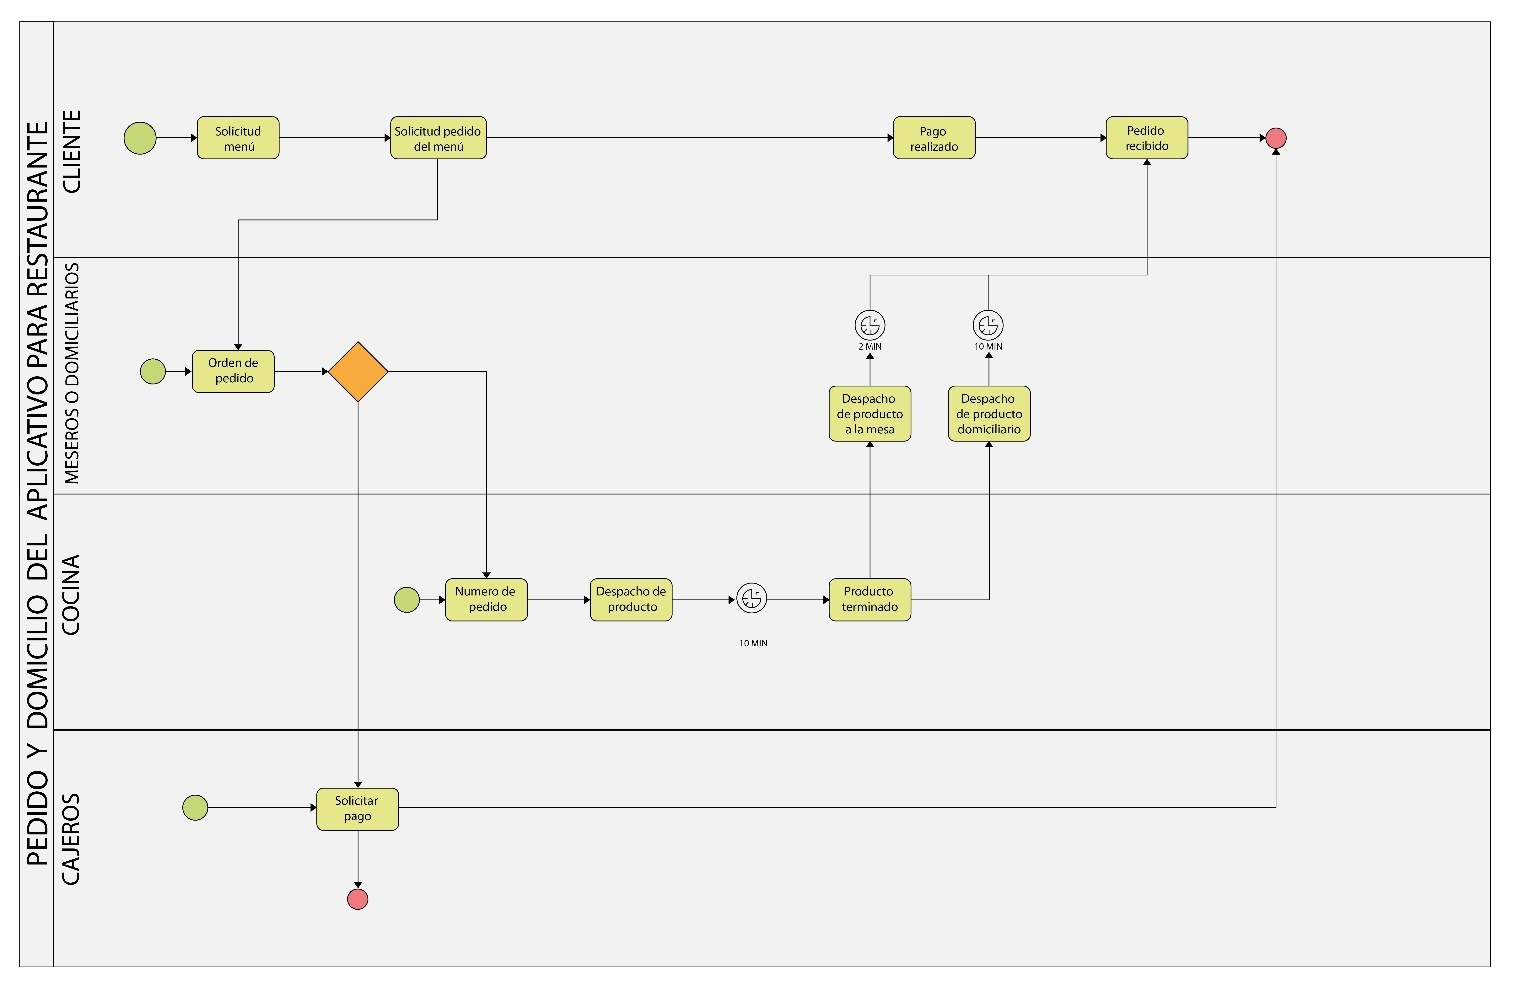 PEDIDO Y DOMICILIO DEL APLICATIVO PARA RESTAURANTE
CLIENTE
Solicitud
menú
Solicitud pedido
del menú
Pago
realizado
Pedido
recibido
MESEROS O DOMICILIARIOS
Orden de
pedido
2 MIN
10 MIN
Despacho
de producto
a la mesa
Despacho
de producto
domiciliario
COCINA
Numero de
pedido
Despacho de
producto
10 MIN
Producto
terminado
CAJEROS
Solicitar
pago